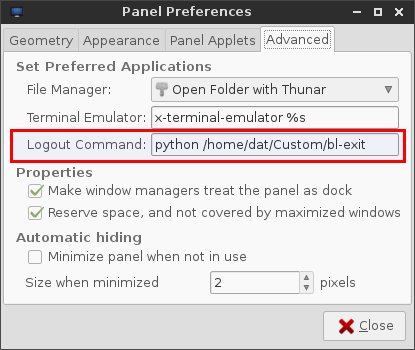 Panel Preferences
Geometry Appearance Panel Applets Advanced
Set Preferred Applications
File Manager: Open Folder with Thunar
Terminal Emulator: x-terminal-emulator %s
Logout Command: python /home/dat/Custom/bl-exit
Properties
Make window managers treat the panel as dock
Reserve space, and not covered by maximized windows
Automatic hiding
Minimize panel when not in use
Size when minimized 2 pixels
Close